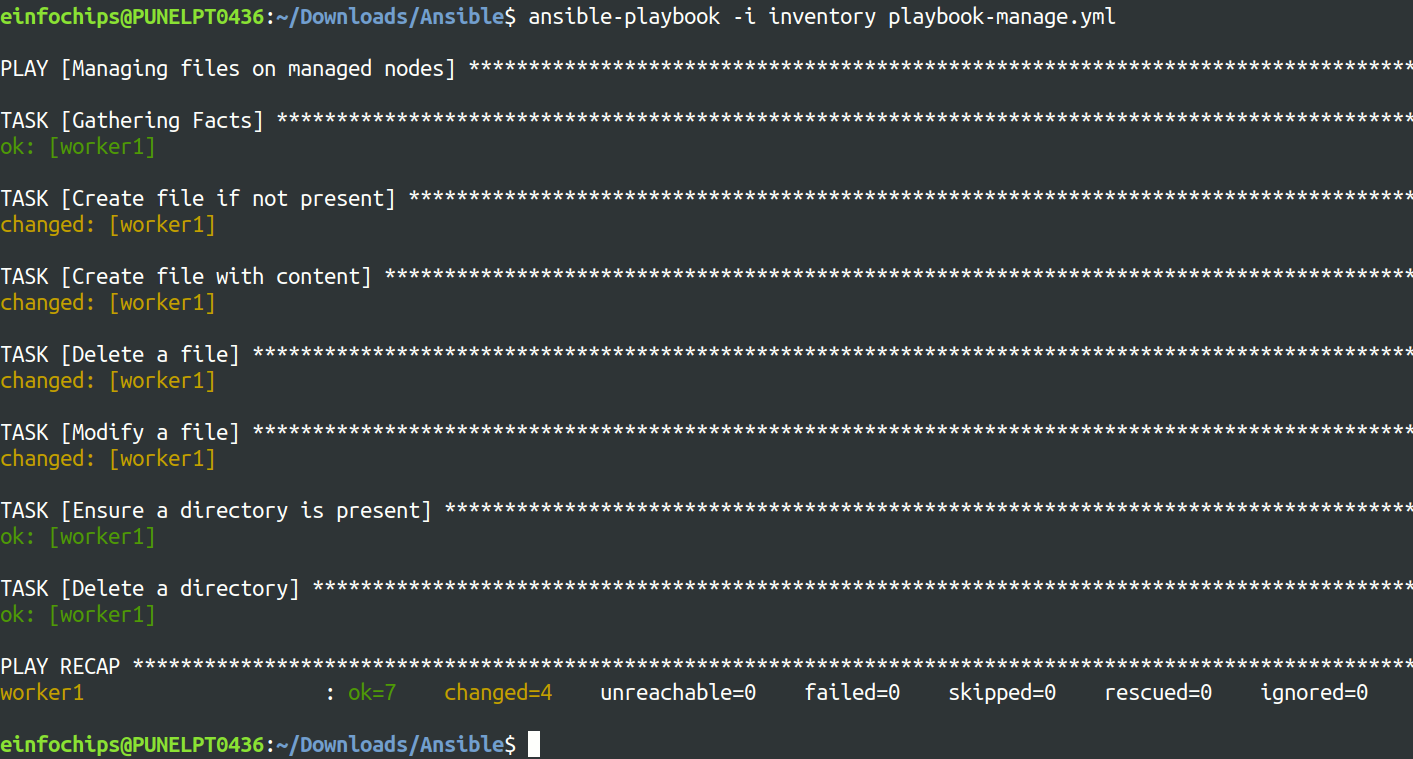 einfochips@PUNELPT0436:~/Downloads/Ansible$ ansible-playbook -i inventory playbook-manage.yml
PLAY [Managing files on managed nodes] *******************************************************************************
TASK [Gathering Facts] ***********************************************************************************************
ok: [worker1]
TASK [Create file if not present] ************************************************************************************
changed: [worker1]
TASK [Create file with content] **************************************************************************************
changed: [worker1]
TASK [Delete a file] *************************************************************************************************
changed: [worker1]
TASK [Modify a file] *************************************************************************************************
changed: [worker1]
TASK [Ensure a directory is present] *********************************************************************************
ok: [worker1]
TASK [Delete a directory] ********************************************************************************************
ok: [worker1]
PLAY RECAP ***********************************************************************************************************
worker1                    : ok=7    changed=4    unreachable=0    failed=0    skipped=0    rescued=0    ignored=0
einfochips@PUNELPT0436:~/Downloads/Ansible$